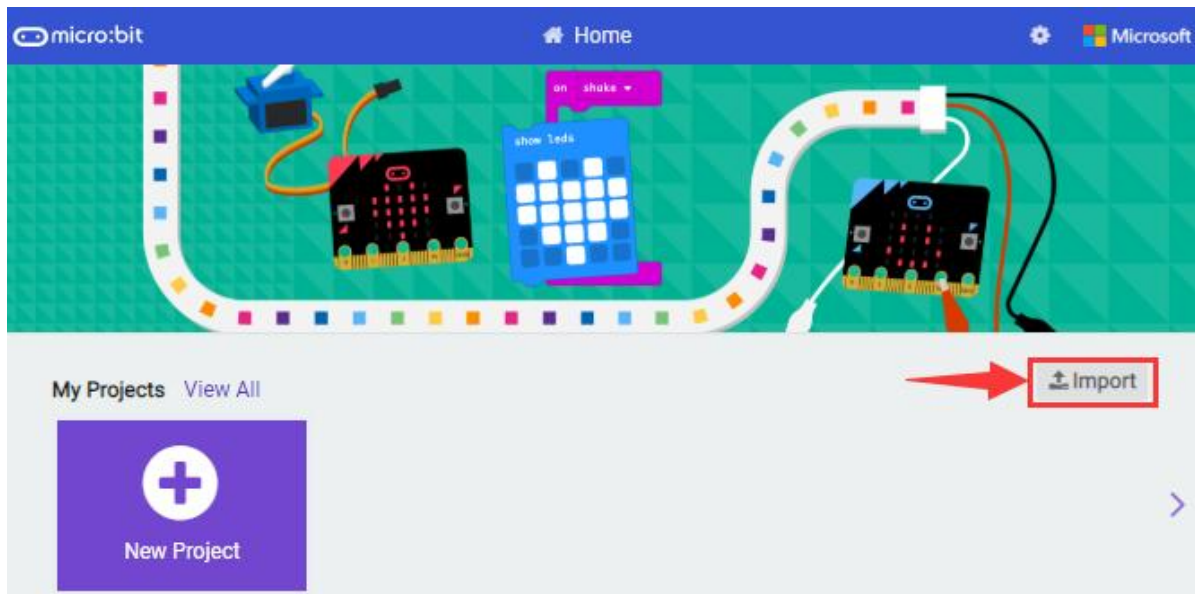 micro:bit
Home
Microsoft
on shake
show leds
My Projects View All
Import
New Project